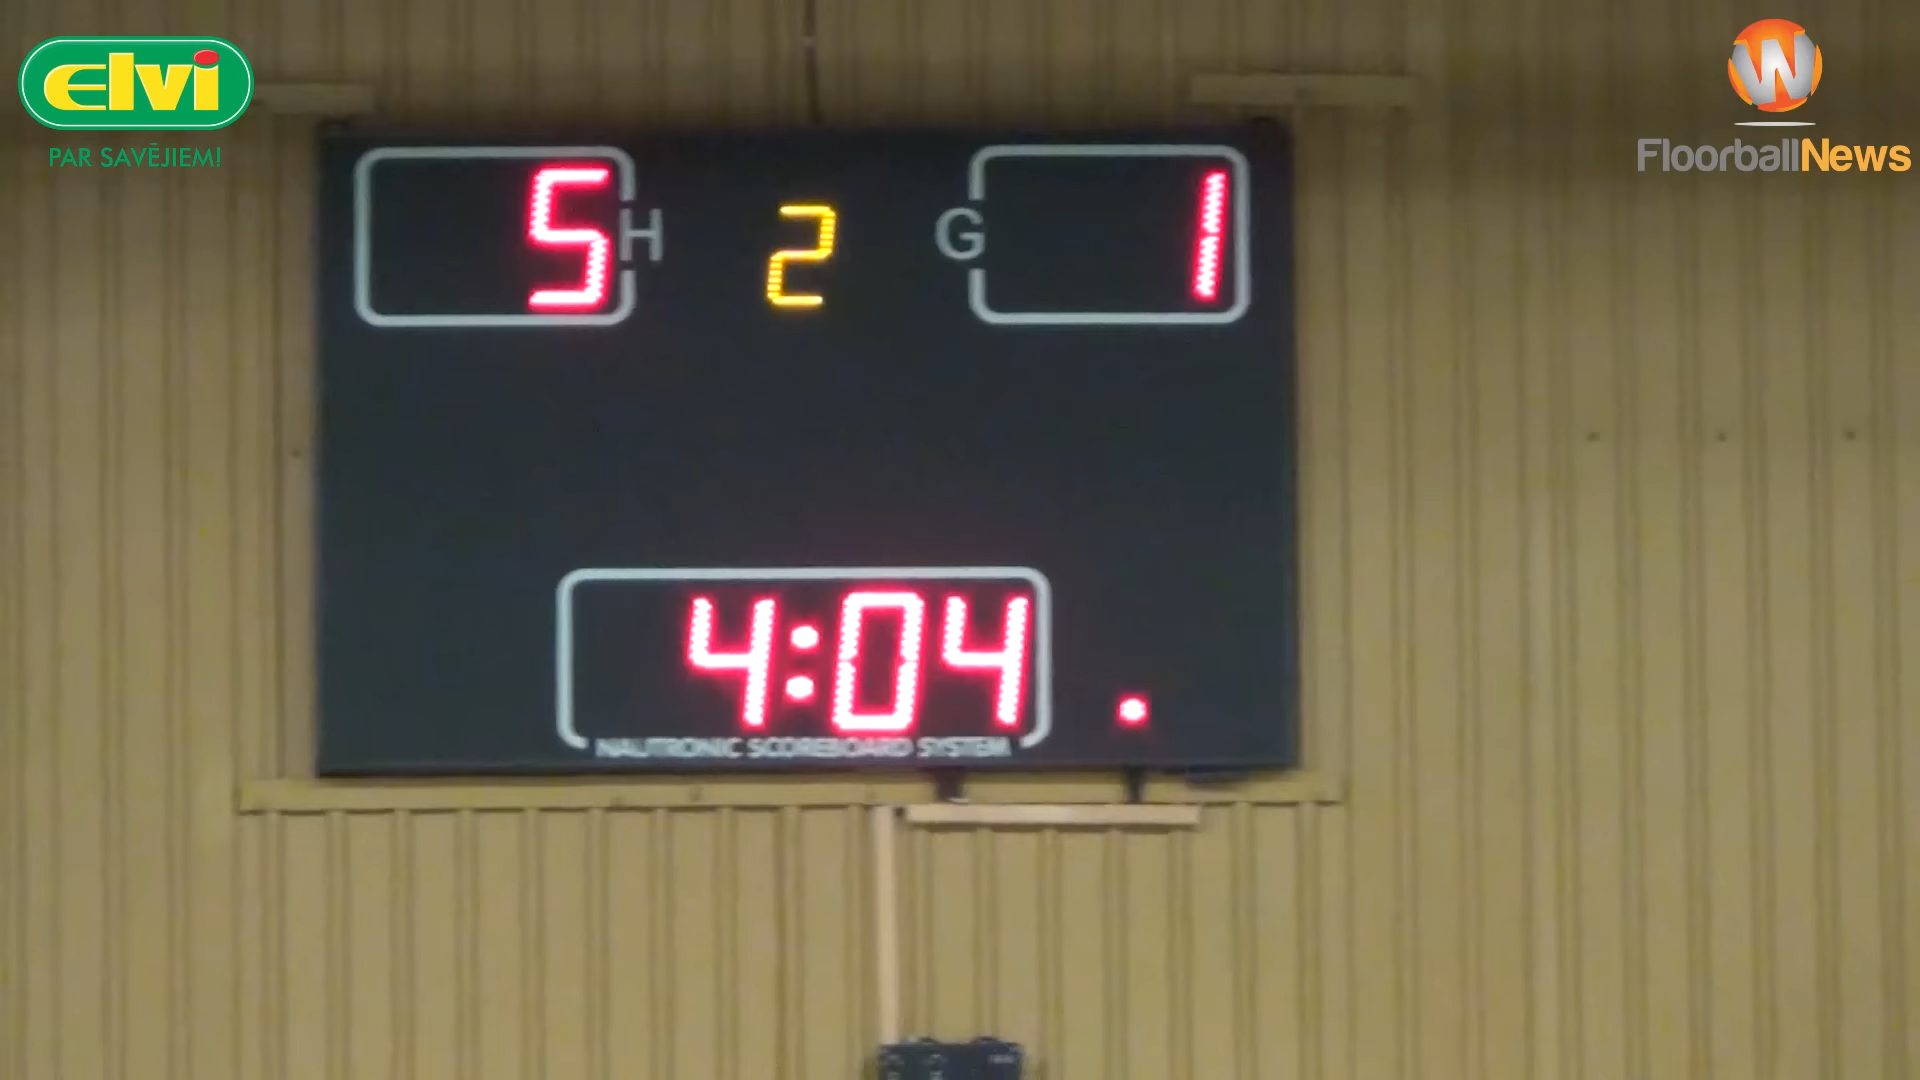 elvi
PAR SAVĒJIEM!
W
FloorballNews
5 H 2 G 1
4:04 .
NAUTRONIC SCOREBOARD SYSTEM